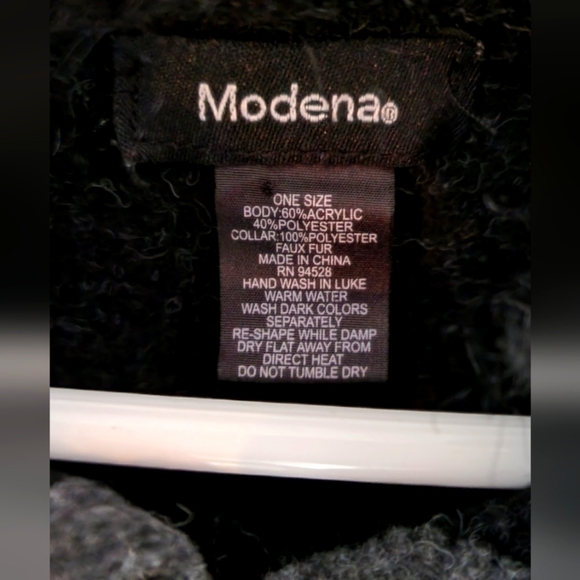 Modena®
ONE SIZE
BODY:60%ACRYLIC
40%POLYESTER
COLLAR:100%POLYESTER
FAUX FUR
MADE IN CHINA
RN 94528
HAND WASH IN LUKE
WARM WATER
WASH DARK COLORS
SEPARATELY
RE-SHAPE WHILE DAMP
DRY FLAT AWAY FROM
DIRECT HEAT
DO NOT TUMBLE DRY